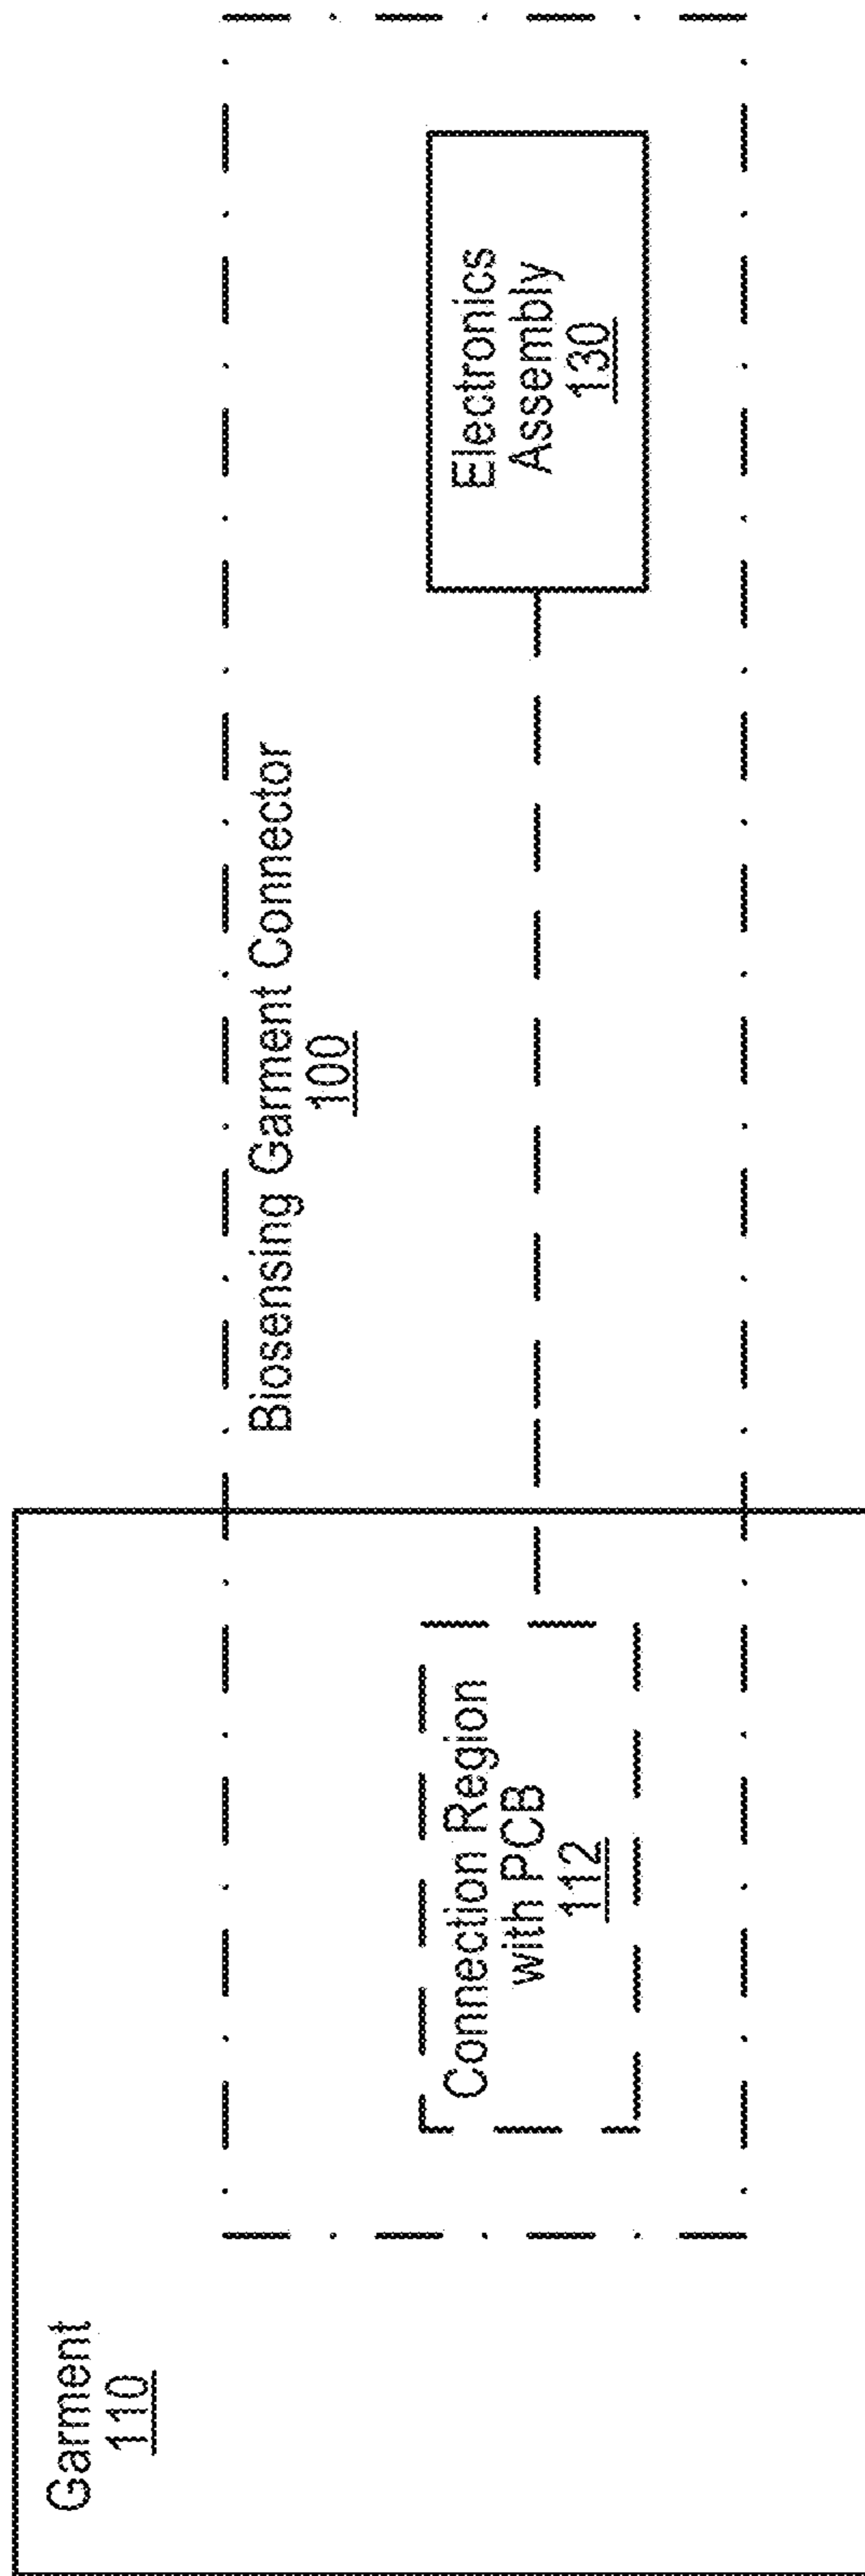 Garment
110
Biosensing Garment Connector
100
Connection Region
with PCB
112
Electronics
Assembly
130